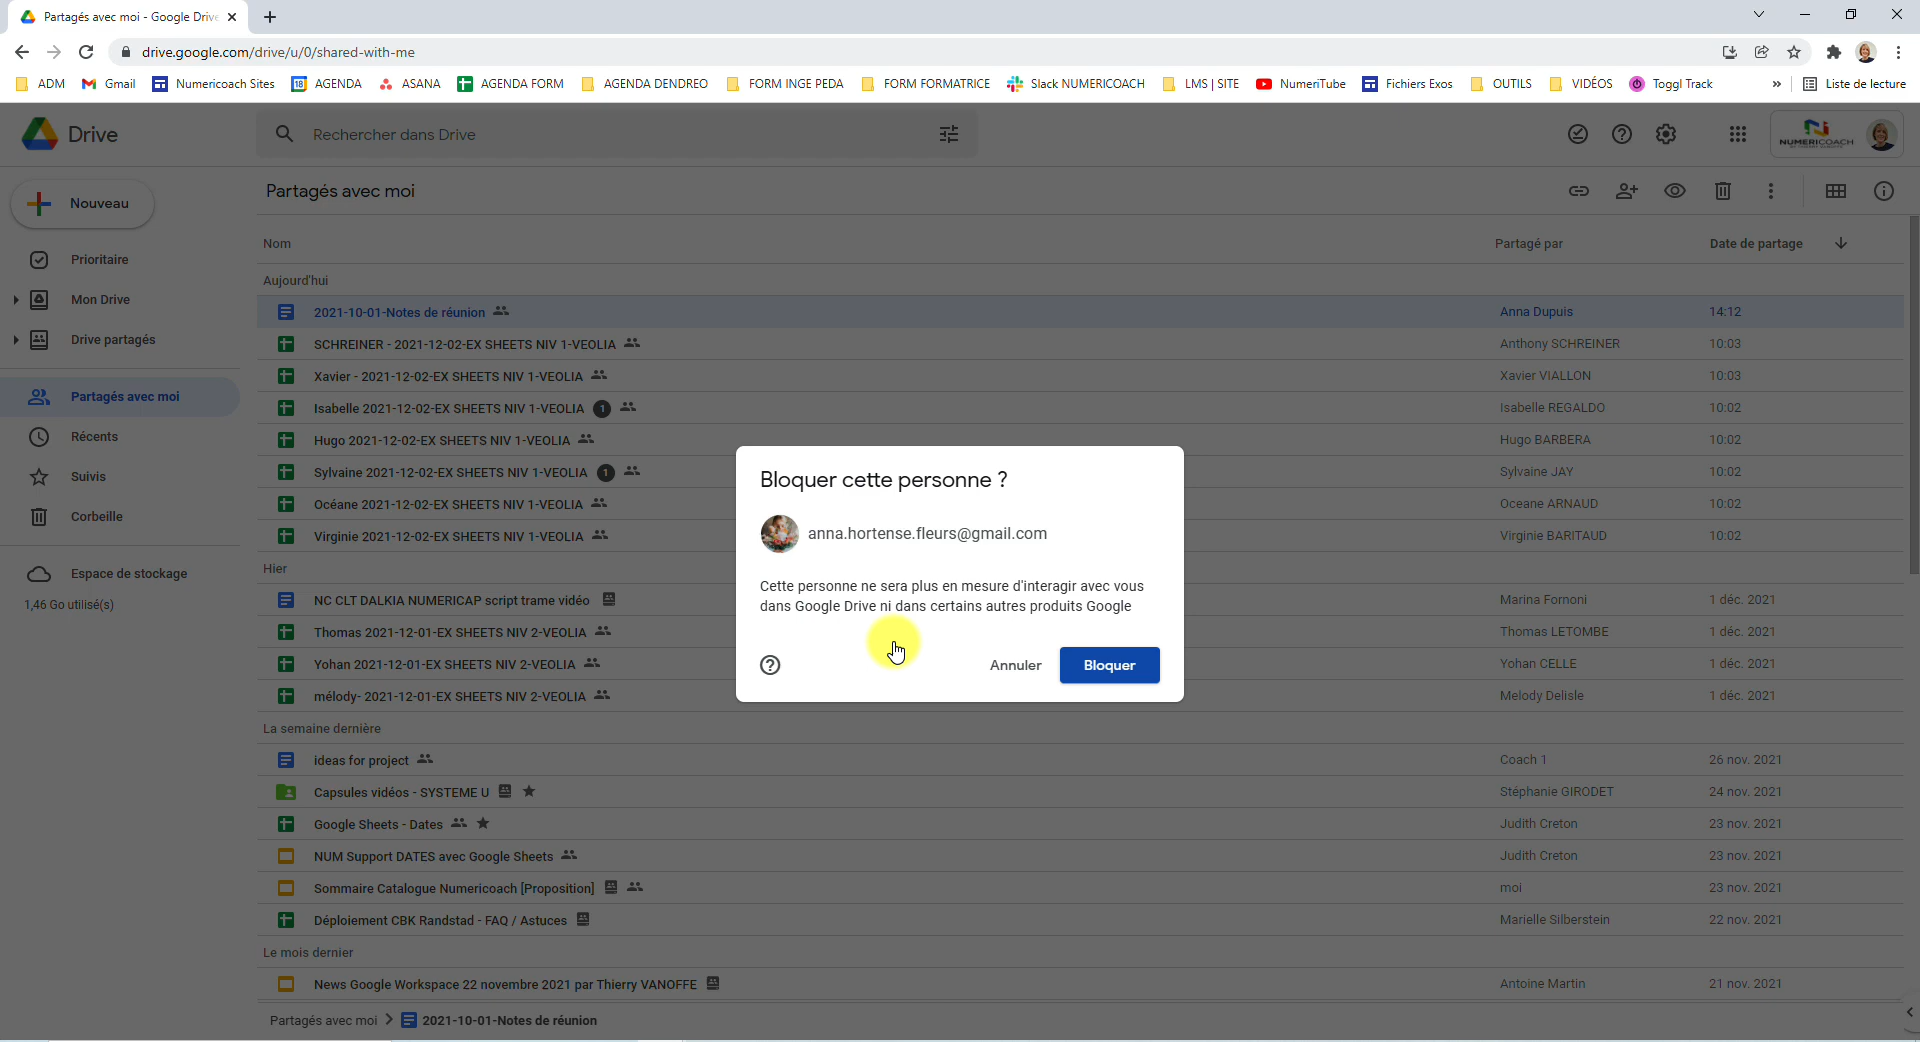 Partagés avec moi - Google Drive
drive.google.com/drive/u/0/shared-with-me
ADM Gmail Numericoach Sites AGENDA ASANA AGENDA FORM AGENDA DENDREO FORM INGE PEDA FORM FORMATRICE Slack NUMERICOACH LMS | SITE NumeriTube Fichiers Exos OUTILS VIDÉOS Toggl Track » Liste de lecture
Drive
Rechercher dans Drive
NUMERICOACH
Nouveau
Partagés avec moi
Prioritaire
Mon Drive
Drive partagés
Partagés avec moi
Récents
Suivis
Corbeille
Espace de stockage
1,46 Go utilisé(s)
Nom Partagé par Date de partage
Aujourd'hui
2021-10-01-Notes de réunion Anna Dupuis 14:12
SCHREINER - 2021-12-02-EX SHEETS NIV 1-VEOLIA Anthony SCHREINER 10:03
Xavier - 2021-12-02-EX SHEETS NIV 1-VEOLIA Xavier VIALLON 10:03
Isabelle 2021-12-02-EX SHEETS NIV 1-VEOLIA 1 Isabelle REGALDO 10:02
Hugo 2021-12-02-EX SHEETS NIV 1-VEOLIA Hugo BARBERA 10:02
Sylvaine 2021-12-02-EX SHEETS NIV 1-VEOLIA 1 Sylvaine JAY 10:02
Océane 2021-12-02-EX SHEETS NIV 1-VEOLIA Oceane ARNAUD 10:02
Virginie 2021-12-02-EX SHEETS NIV 1-VEOLIA Virginie BARITAUD 10:02
Hier
NC CLT DALKIA NUMERICAP script trame vidéo Marina Fornoni 1 déc. 2021
Thomas 2021-12-01-EX SHEETS NIV 2-VEOLIA Thomas LETOMBE 1 déc. 2021
Yohan 2021-12-01-EX SHEETS NIV 2-VEOLIA Yohan CELLE 1 déc. 2021
mélody- 2021-12-01-EX SHEETS NIV 2-VEOLIA Melody Delisle 1 déc. 2021
La semaine dernière
ideas for project Coach 1 26 nov. 2021
Capsules vidéos - SYSTEME U Stéphanie GIRODET 24 nov. 2021
Google Sheets - Dates Judith Creton 23 nov. 2021
NUM Support DATES avec Google Sheets Judith Creton 23 nov. 2021
Sommaire Catalogue Numericoach [Proposition] moi 23 nov. 2021
Déploiement CBK Randstad - FAQ / Astuces Marielle Silberstein 22 nov. 2021
Le mois dernier
News Google Workspace 22 novembre 2021 par Thierry VANOFFE Antoine Martin 21 nov. 2021
Partagés avec moi 2021-10-01-Notes de réunion
Bloquer cette personne ?
anna.hortense.fleurs@gmail.com
Cette personne ne sera plus en mesure d'interagir avec vous
dans Google Drive ni dans certains autres produits Google
Annuler Bloquer